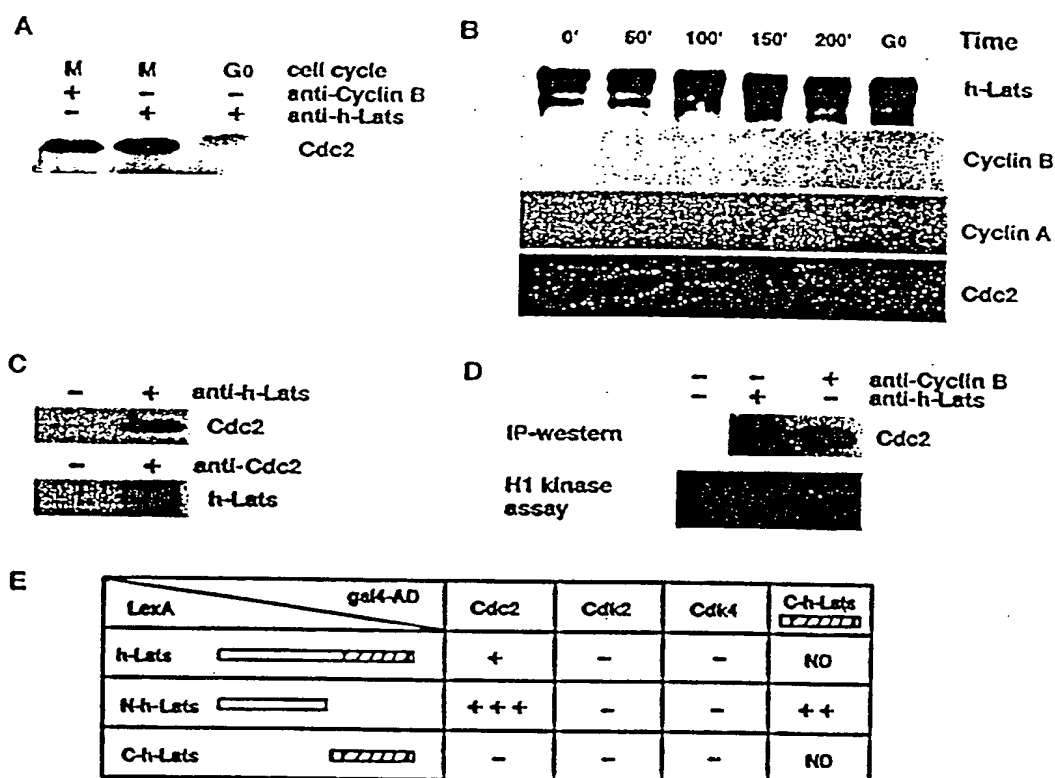 A
M M G0 cell cycle
+ - - anti-Cyclin B
- + + anti-h-Lats
Cdc2
B
0' 50' 100' 150' 200' G0 Time
h-Lats
Cyclin B
Cyclin A
Cdc2
C
- + anti-h-Lats
Cdc2
- + anti-Cdc2
h-Lats
D
- - + anti-Cyclin B
- + - anti-h-Lats
IP-western Cdc2
H1 kinase
assay
E
LexA gal4-AD Cdc2 Cdk2 Cdk4 C-h-Lats
h-Lats + - - ND
N-h-Lats +++ - - ++
C-h-Lats - - - ND